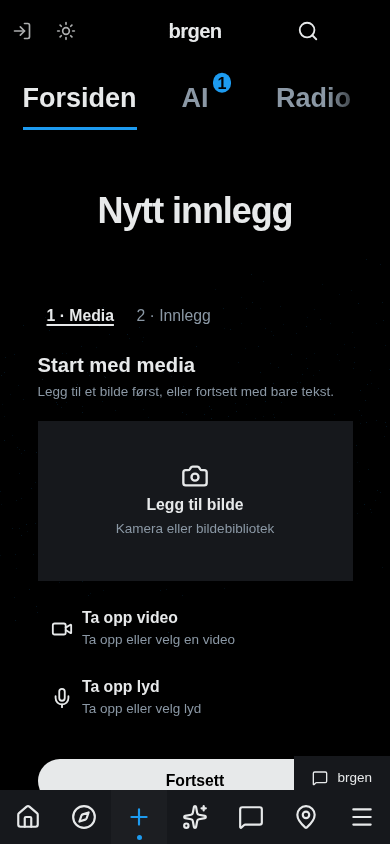 brgen
Forsiden AI 1 Radio
Nytt innlegg
1 · Media 2 · Innlegg
Start med media
Legg til et bilde først, eller fortsett med bare tekst.
Legg til bilde
Kamera eller bildebibliotek
Ta opp video
Ta opp eller velg en video
Ta opp lyd
Ta opp eller velg lyd
Fortsett
brgen